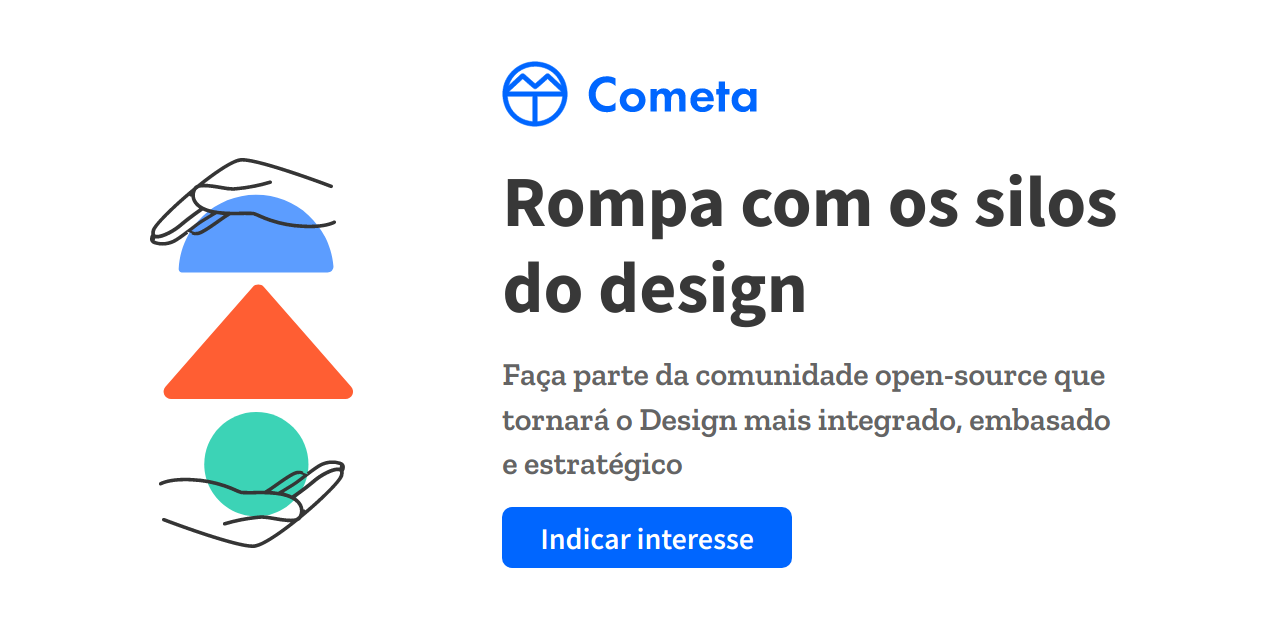 Cometa
Rompa com os silos
do design
Faça parte da comunidade open-source que
tornará o Design mais integrado, embasado
e estratégico
Indicar interesse